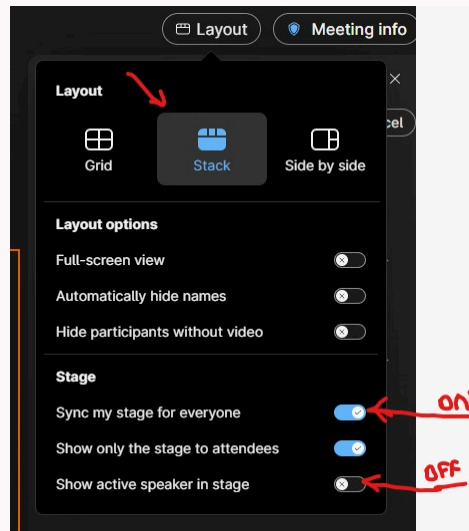 Layout
Meeting info
Layout
cel
Grid
Stack
Side by side
Layout options
Full-screen view
Automatically hide names
Hide participants without video
Stage
Sync my stage for everyone
ON
Show only the stage to attendees
OFF
Show active speaker in stage